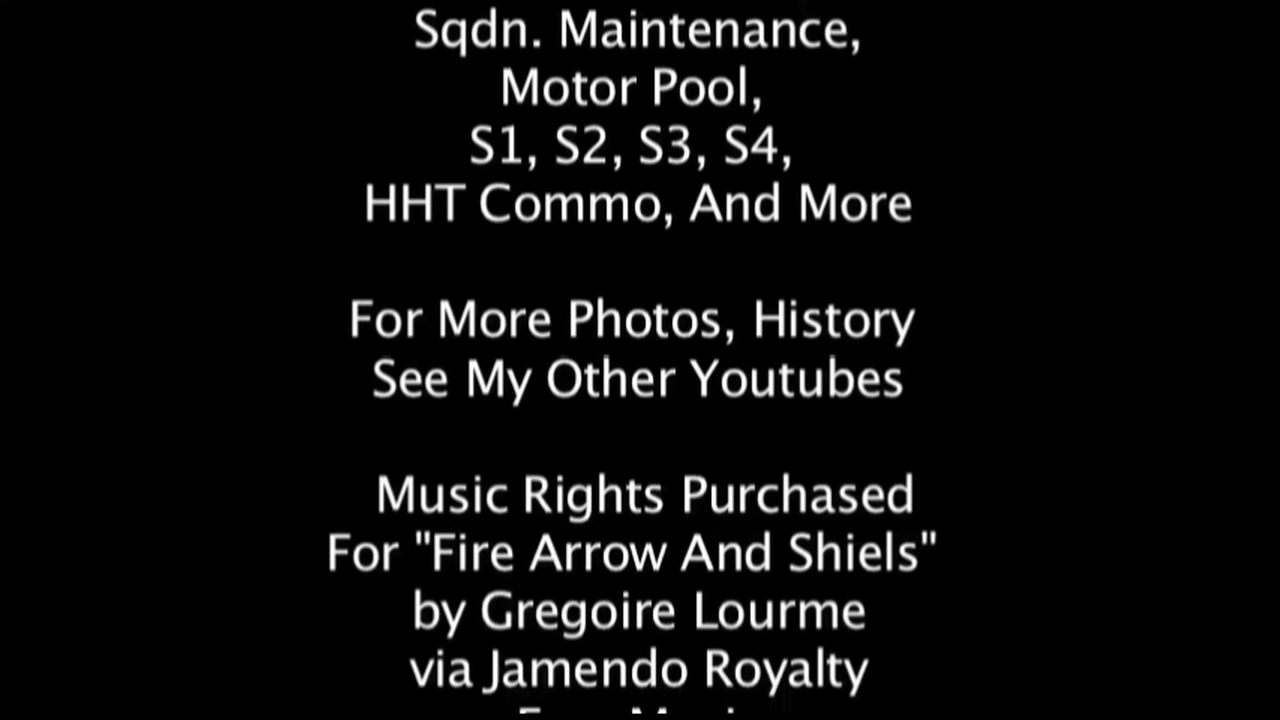 Sqdn. Maintenance,
Motor Pool,
S1, S2, S3, S4,
HHT Commo, And More
For More Photos, History
See My Other Youtubes
Music Rights Purchased
For "Fire Arrow And Shiels"
by Gregoire Lourme
via Jamendo Royalty